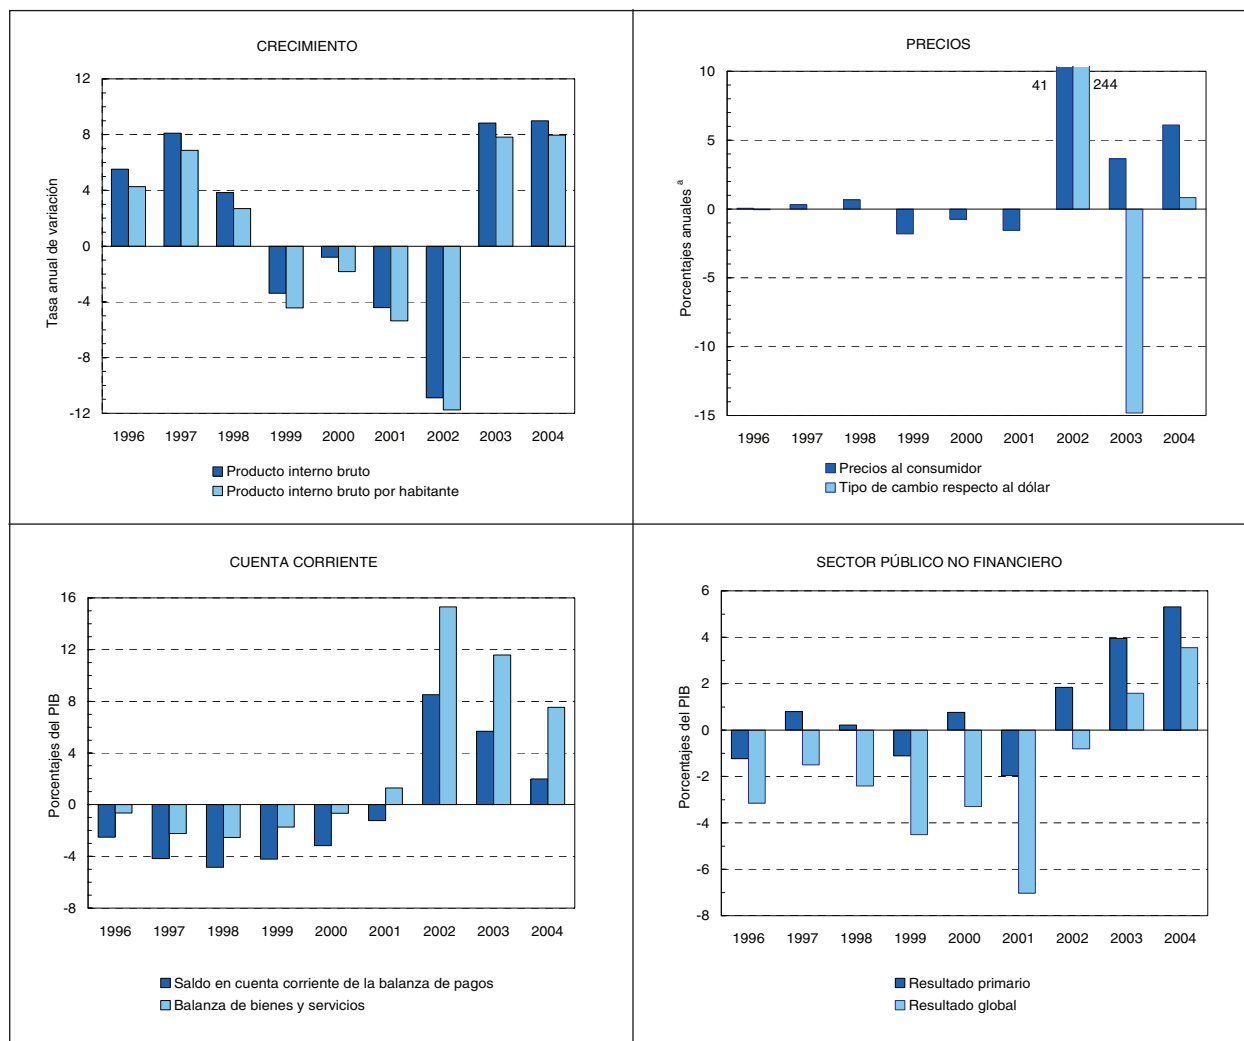 CRECIMIENTO
Tasa anual de variación
12
8
4
0
-4
-8
-12
1996 1997 1998 1999 2000 2001 2002 2003 2004
Producto interno bruto
Producto interno bruto por habitante
PRECIOS
Porcentajes anuales a
10
5
0
-5
-10
-15
41 244
1996 1997 1998 1999 2000 2001 2002 2003 2004
Precios al consumidor
Tipo de cambio respecto al dólar
CUENTA CORRIENTE
Porcentajes del PIB
16
12
8
4
0
-4
-8
1996 1997 1998 1999 2000 2001 2002 2003 2004
Saldo en cuenta corriente de la balanza de pagos
Balanza de bienes y servicios
SECTOR PÚBLICO NO FINANCIERO
Porcentajes del PIB
6
4
2
0
-2
-4
-6
-8
1996 1997 1998 1999 2000 2001 2002 2003 2004
Resultado primario
Resultado global